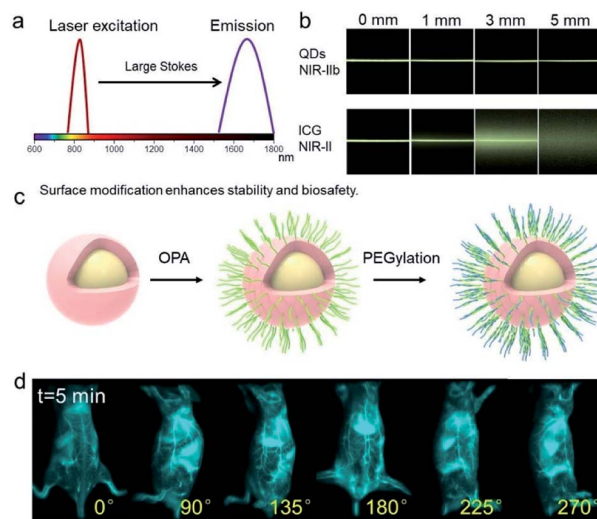 a
Laser excitation
Emission
Large Stokes
600
800
1000
1200
1400
1600
1800
nm
b
0 mm
1 mm
3 mm
5 mm
QDs
NIR-IIb
ICG
NIR-II
Surface modification enhances stability and biosafety.
c
OPA
PEGylation
d
t=5 min
0°
90°
135°
180°
225°
270°